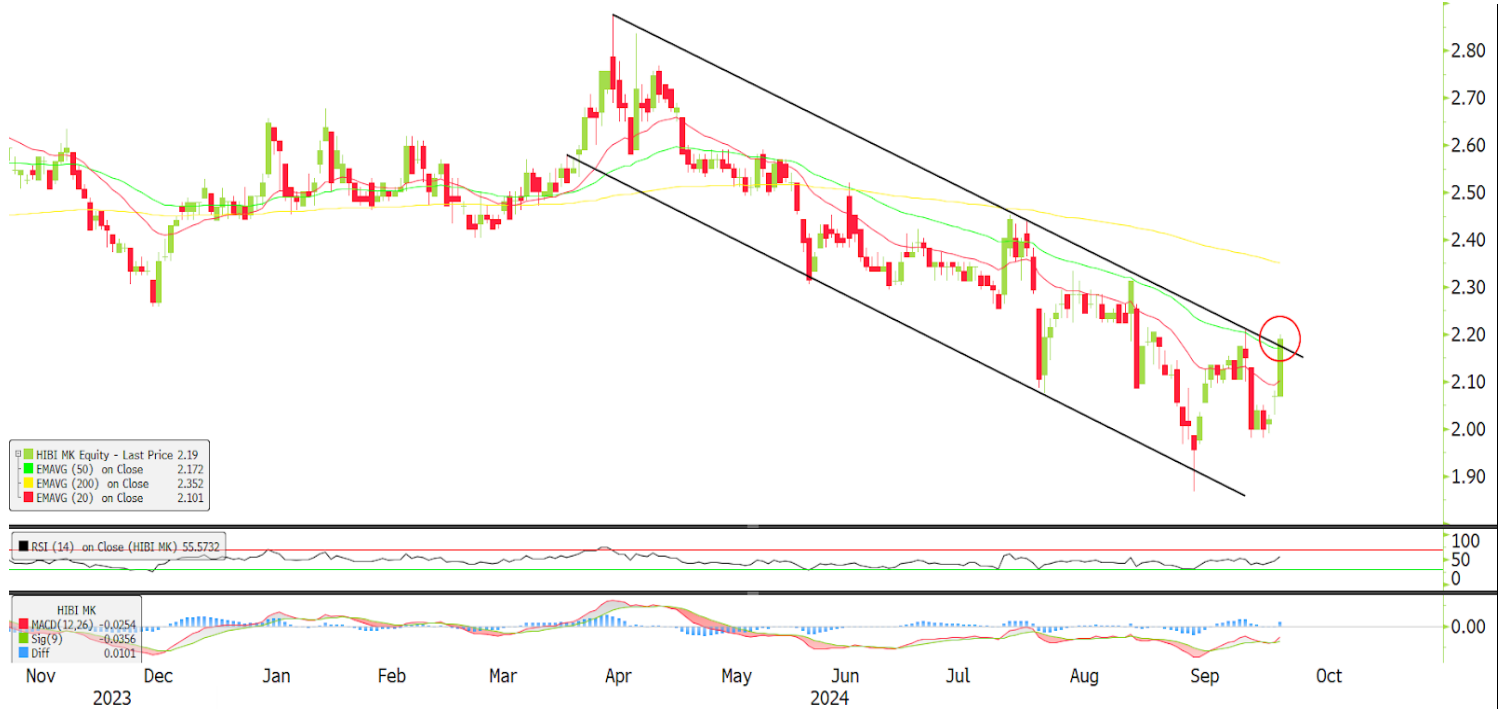 2.80
2.70
2.60
2.50
2.40
2.30
2.20
2.10
2.00
1.90
HIBI MK Equity - Last Price 2.19
EMAVG (50) on Close 2.172
EMAVG (200) on Close 2.352
EMAVG (20) on Close 2.101
RSI (14) on Close (HIBI MK) 55.5732
100
50
0
HIBI MK
MACD(12,26) -0.0254
Sig(9) -0.0356
Diff 0.0101
0.00
Nov Dec Jan Feb Mar Apr May Jun Jul Aug Sep Oct
2023 2024